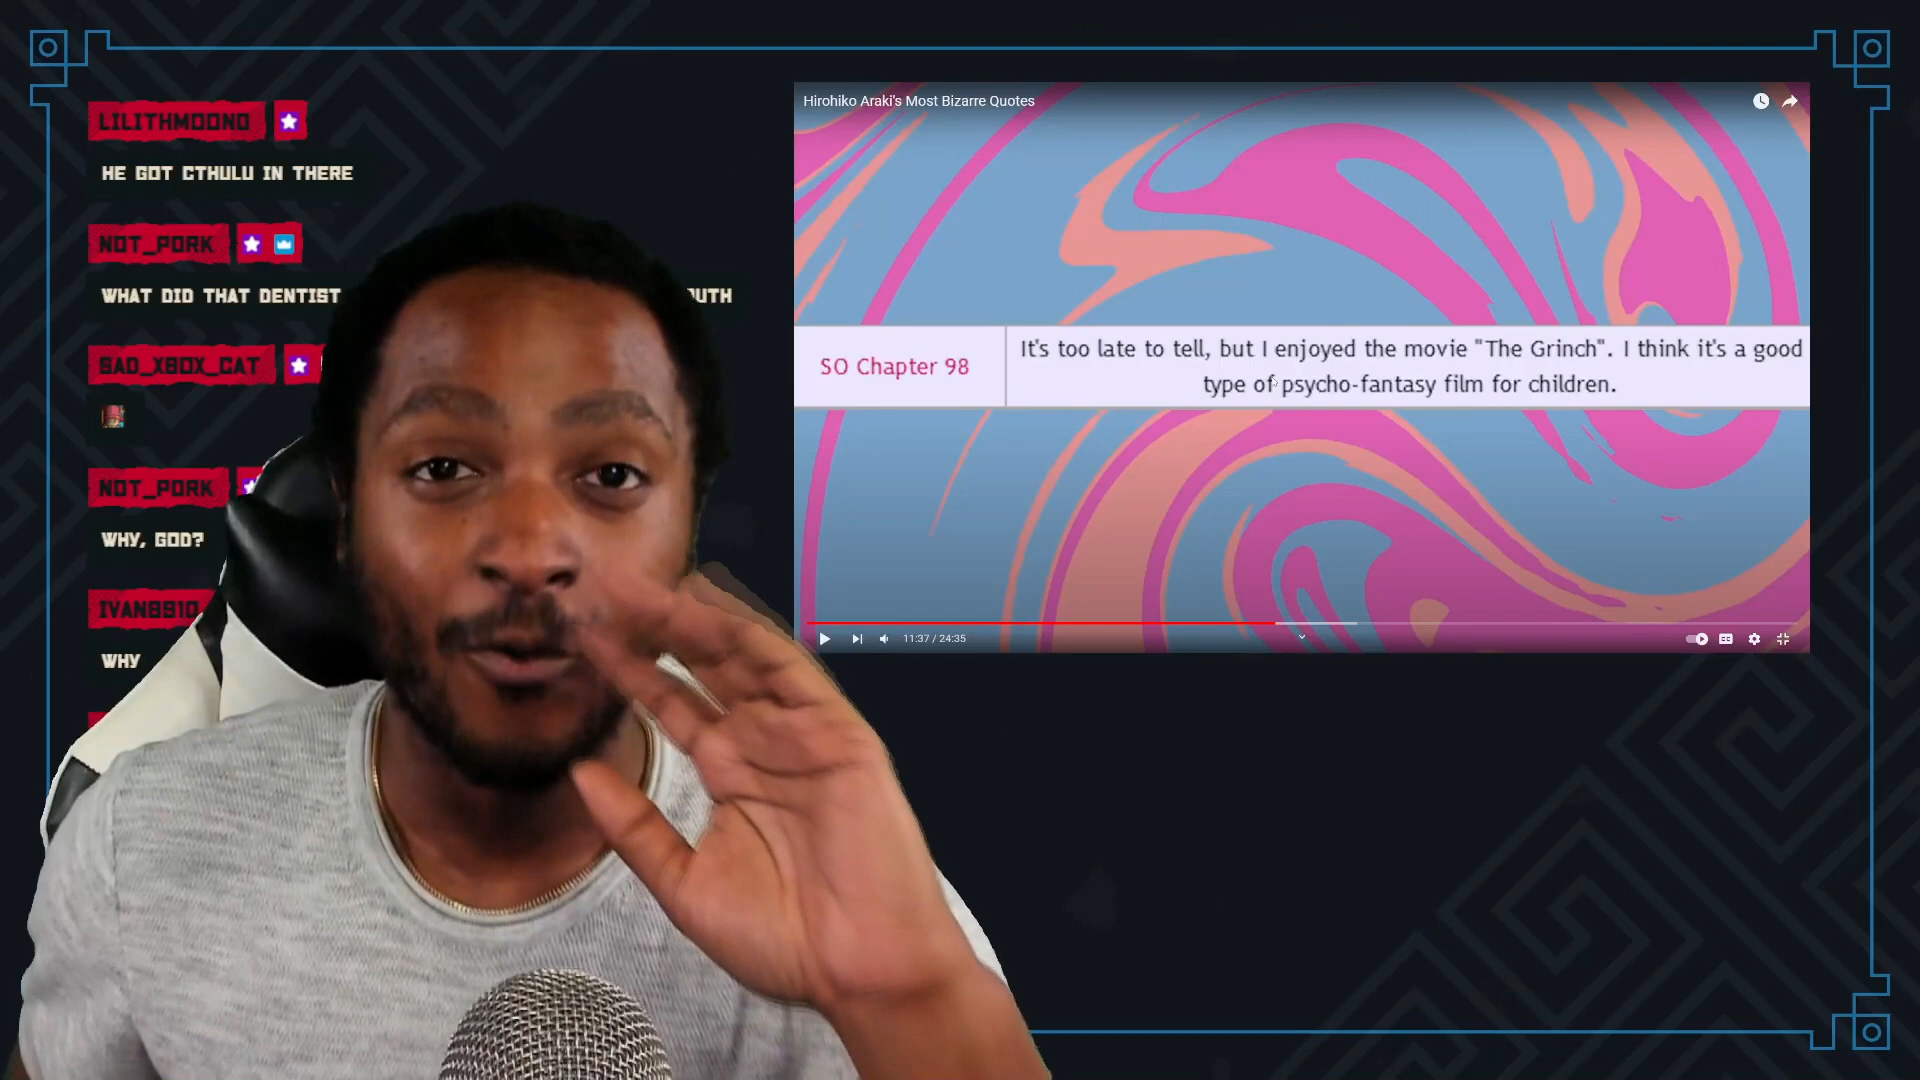 LILITHMOONO
HE GOT CTHULU IN THERE
NOT_PORK
WHAT DID THAT DENTIST
SAD_XBOX_CAT
NOT_PORK
WHY, GOD?
IVAN8910
WHY
Hirohiko Araki's Most Bizarre Quotes
SO Chapter 98
It's too late to tell, but I enjoyed the movie "The Grinch". I think it's a good
type of psycho-fantasy film for children.
11:37 / 24:35